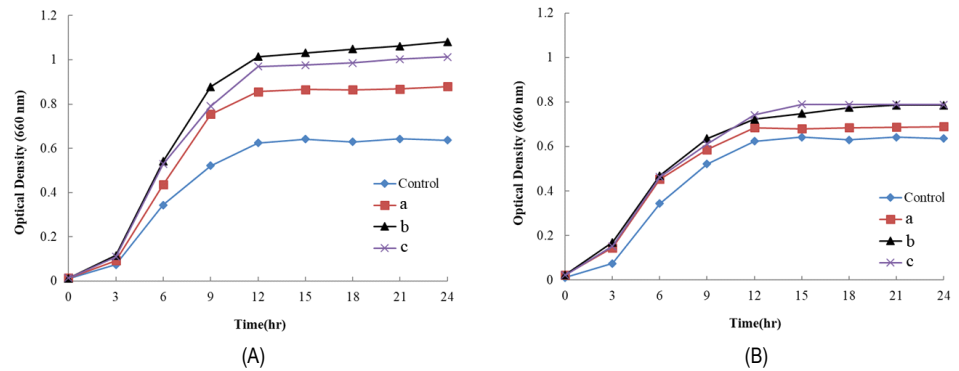 1.2
1
0.8
0.6
0.4
0.2
0
Optical Density (660 nm)
0 3 6 9 12 15 18 21 24
Time(hr)
Control
a
b
c
(A)
1.2
1
0.8
0.6
0.4
0.2
0
Optical Density (660 nm)
0 3 6 9 12 15 18 21 24
Time(hr)
Control
a
b
c
(B)